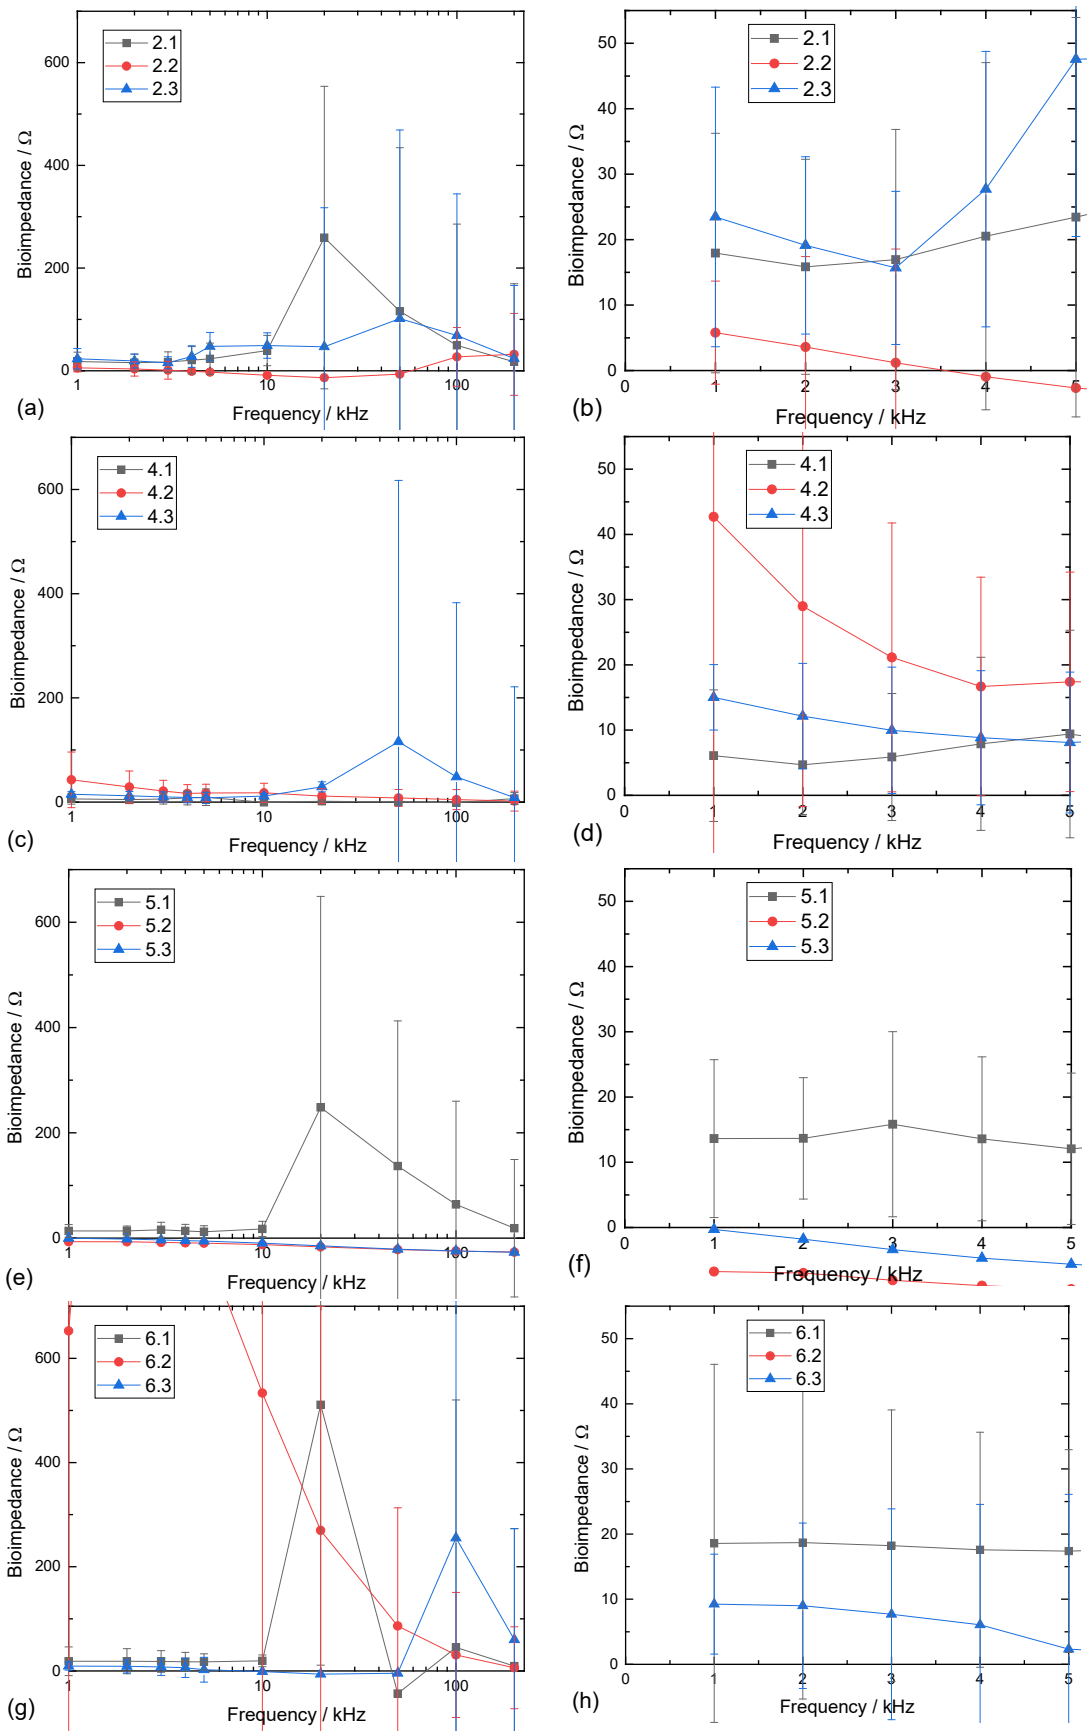 2.1
2.2
2.3
600
400
200
0
1 10 100
Bioimpedance / Ω
Frequency / kHz
(a)
2.1
2.2
2.3
50
40
30
20
10
0
0 1 2 3 4 5
Bioimpedance / Ω
Frequency / kHz
(b)
4.1
4.2
4.3
600
400
200
0
1 10 100
Bioimpedance / Ω
Frequency / kHz
(c)
4.1
4.2
4.3
50
40
30
20
10
0
0 1 2 3 4 5
Bioimpedance / Ω
Frequency / kHz
(d)
5.1
5.2
5.3
600
400
200
0
1 10 100
Bioimpedance / Ω
Frequency / kHz
(e)
5.1
5.2
5.3
50
40
30
20
10
0
0 1 2 3 4 5
Bioimpedance / Ω
Frequency / kHz
(f)
6.1
6.2
6.3
600
400
200
0
1 10 100
Bioimpedance / Ω
Frequency / kHz
(g)
6.1
6.2
6.3
50
40
30
20
10
0
0 1 2 3 4 5
Bioimpedance / Ω
Frequency / kHz
(h)